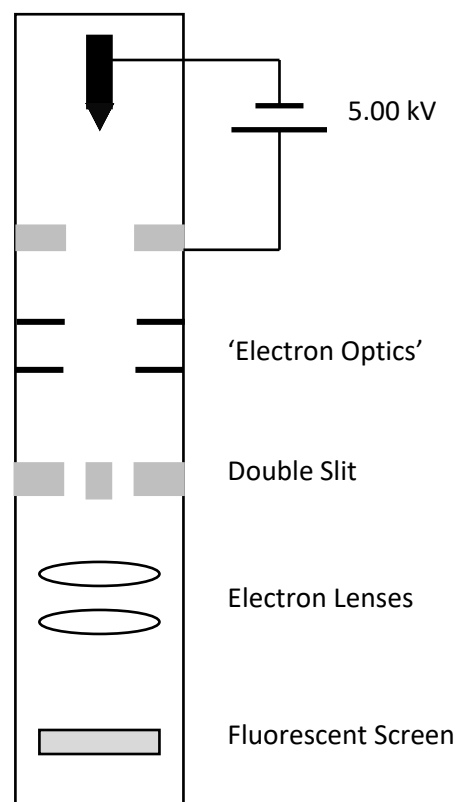 5.00 kV
‘Electron Optics’
Double Slit
Electron Lenses
Fluorescent Screen